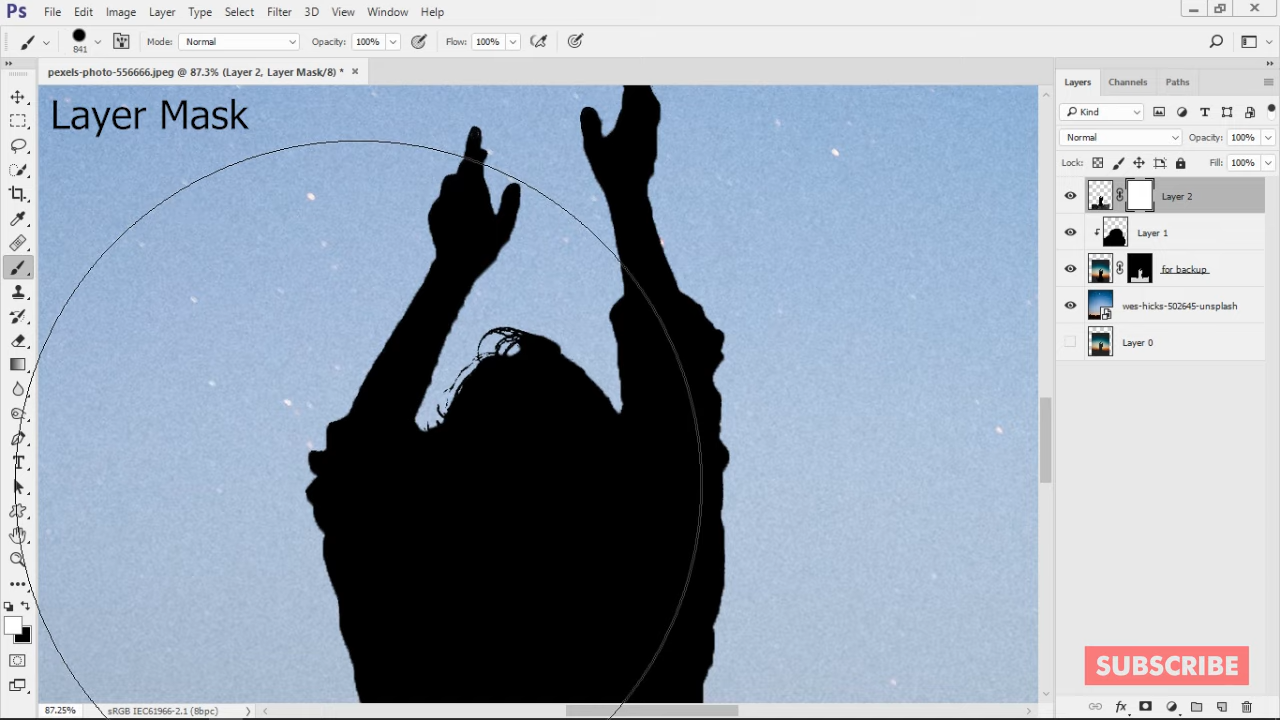 Ps File Edit Image Layer Type Select Filter 3D View Window Help
841 Mode: Normal Opacity: 100% Flow: 100%
pexels-photo-556666.jpeg @ 87.3% (Layer 2, Layer Mask/8) *
Layers Channels Paths
Layer Mask
Kind
Normal Opacity: 100%
Lock: Fill: 100%
Layer 2
Layer 1
for backup
wes-hicks-502645-unsplash
Layer 0
SUBSCRIBE
87.25% sRGB IEC61966-2.1 (8bpc)